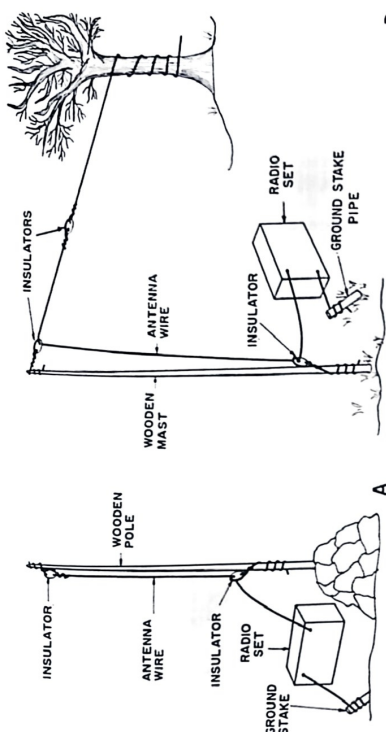 INSULATOR
WOODEN
POLE
ANTENNA
WIRE
INSULATOR
RADIO
SET
GROUND
STAKE
A
INSULATORS
ANTENNA
WIRE
WOODEN
MAST
INSULATOR
RADIO
SET
GROUND STAKE
PIPE